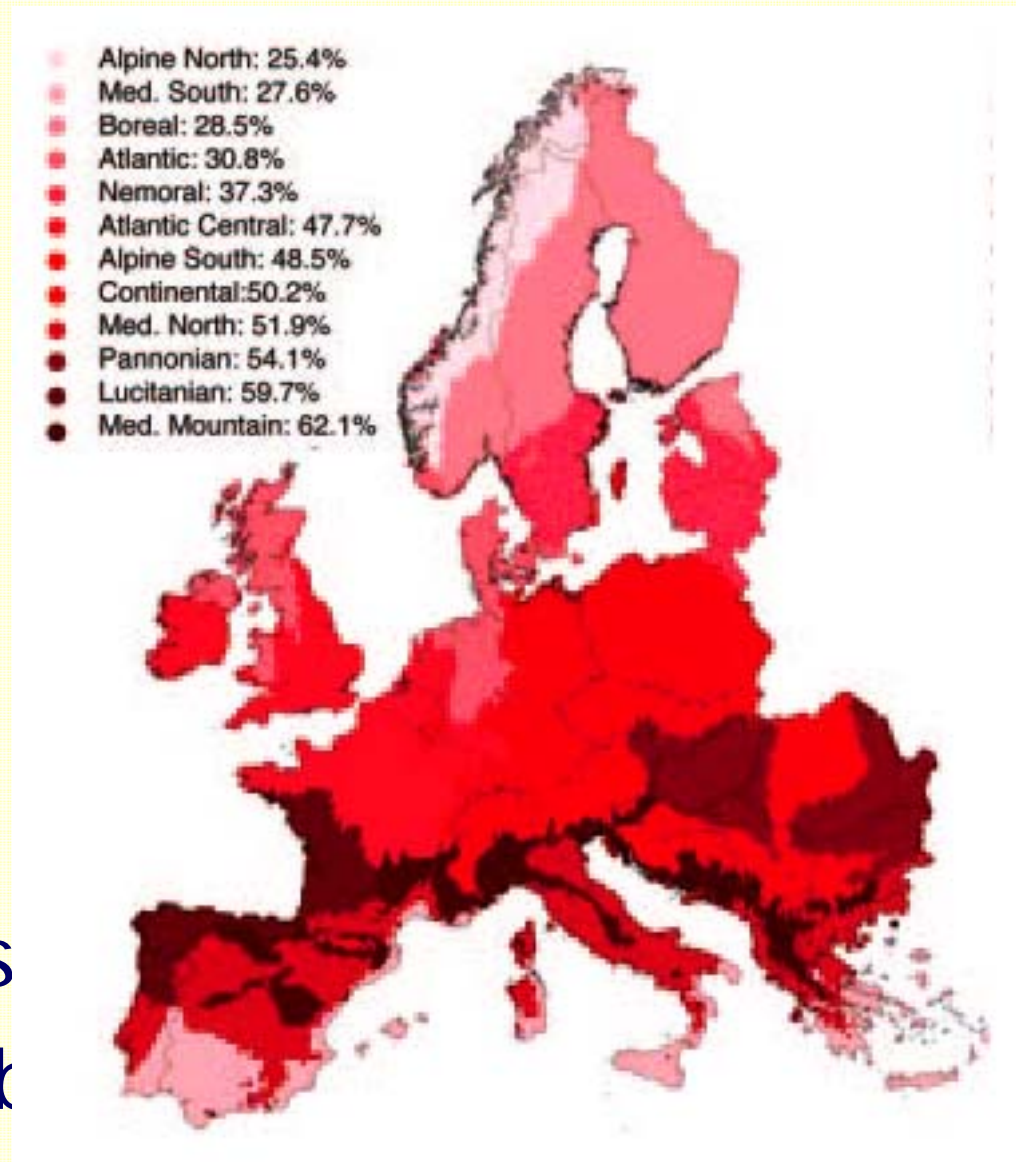 Alpine North: 25.4%
Med. South: 27.6%
Boreal: 28.5%
Atlantic: 30.8%
Nemoral: 37.3%
Atlantic Central: 47.7%
Alpine South: 48.5%
Continental:50.2%
Med. North: 51.9%
Pannonian: 54.1%
Lucitanian: 59.7%
Med. Mountain: 62.1%
s